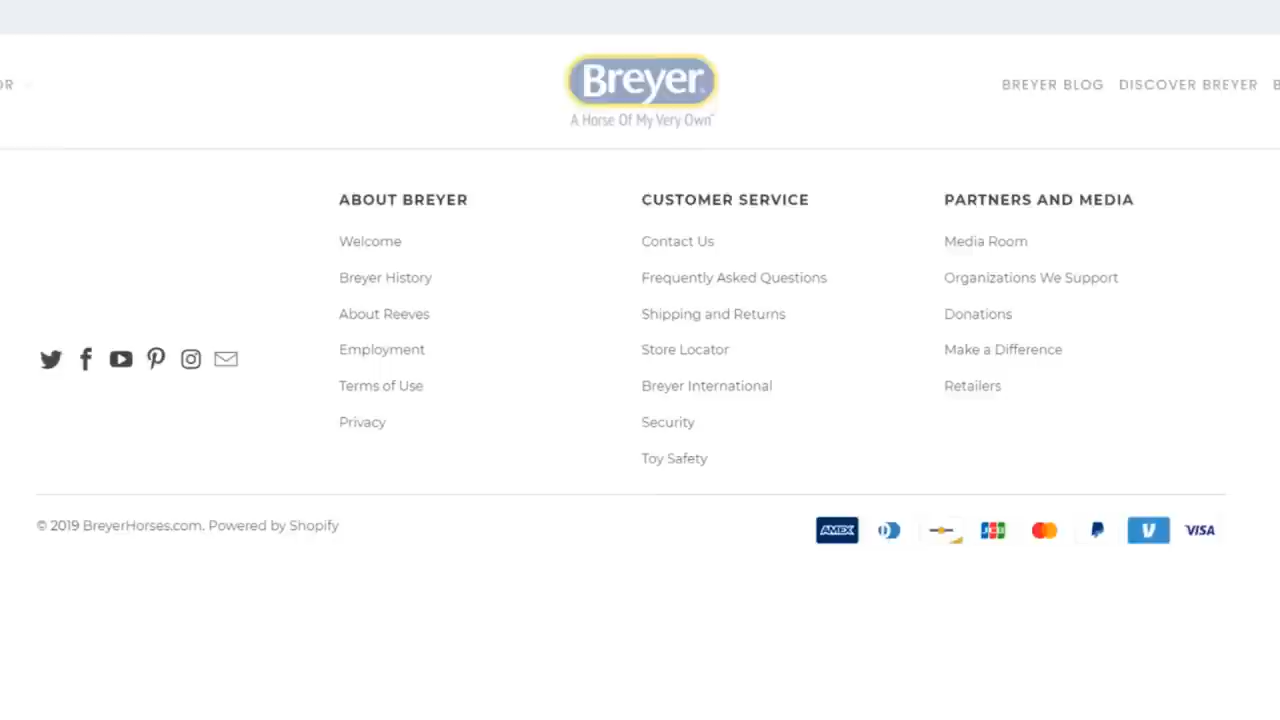 OR
Breyer
A Horse Of My Very Own
BREYER BLOG DISCOVER BREYER B
ABOUT BREYER
Welcome
Breyer History
About Reeves
Employment
Terms of Use
Privacy
CUSTOMER SERVICE
Contact Us
Frequently Asked Questions
Shipping and Returns
Store Locator
Breyer International
Security
Toy Safety
PARTNERS AND MEDIA
Media Room
Organizations We Support
Donations
Make a Difference
Retailers
© 2019 BreyerHorses.com. Powered by Shopify
AMEX JCB V VISA